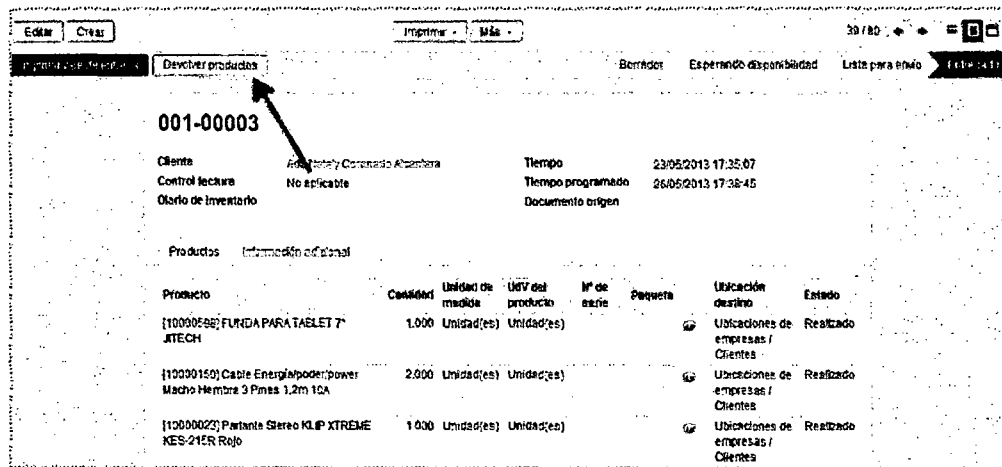 Editar Crear Imprimir Más 39 / 80
Devolver productos Borrador Esperando disponibilidad Lista para envío Entregado
001-00003
Cliente Coronado Alcantara Tiempo 23/05/2013 17:35:07
Control factura No aplicable Tiempo programado 26/05/2013 17:38:45
Diario de Inventario Documento origen
Productos Información adicional
Producto Cantidad Unidad de medida UdV del producto Nº de serie Paquete Ubicación destino Estado
FUNDA PARA TABLET 7" 1.000 Unidad(es) Unidad(es) Ubicaciones de Realizado
JTECH empresas /
Clientes
[10000150] Cable Energía/poder/power 2.000 Unidad(es) Unidad(es) Ubicaciones de Realizado
Macho Hembra 3 Pines 1,2m 10A empresas /
Clientes
[10000023] Parlante Stereo KLIP XTREME 1.000 Unidad(es) Unidad(es) Ubicaciones de Realizado
KES-215R Rojo empresas /
Clientes